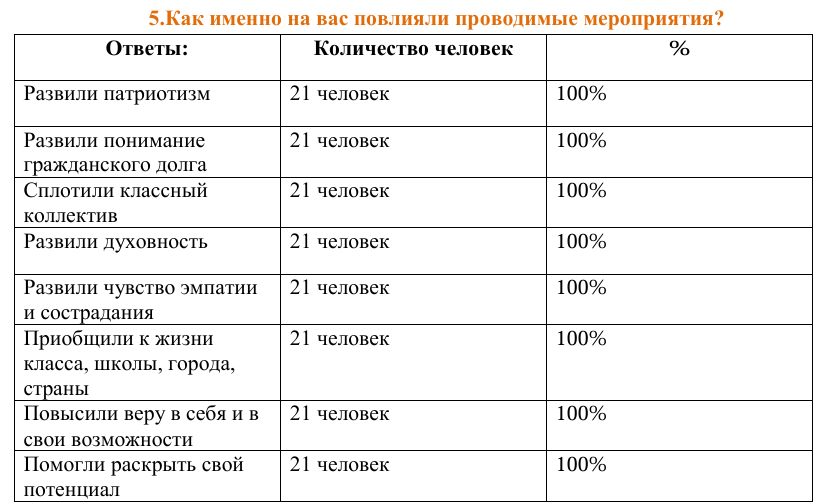 5.Как именно на вас повлияли проводимые мероприятия?
Ответы: Количество человек %
Развили патриотизм 21 человек 100%
Развили понимание 21 человек 100%
гражданского долга
Сплотили классный 21 человек 100%
коллектив
Развили духовность 21 человек 100%
Развили чувство эмпатии 21 человек 100%
и сострадания
Приобщили к жизни 21 человек 100%
класса, школы, города,
страны
Повысили веру в себя и в 21 человек 100%
свои возможности
Помогли раскрыть свой 21 человек 100%
потенциал